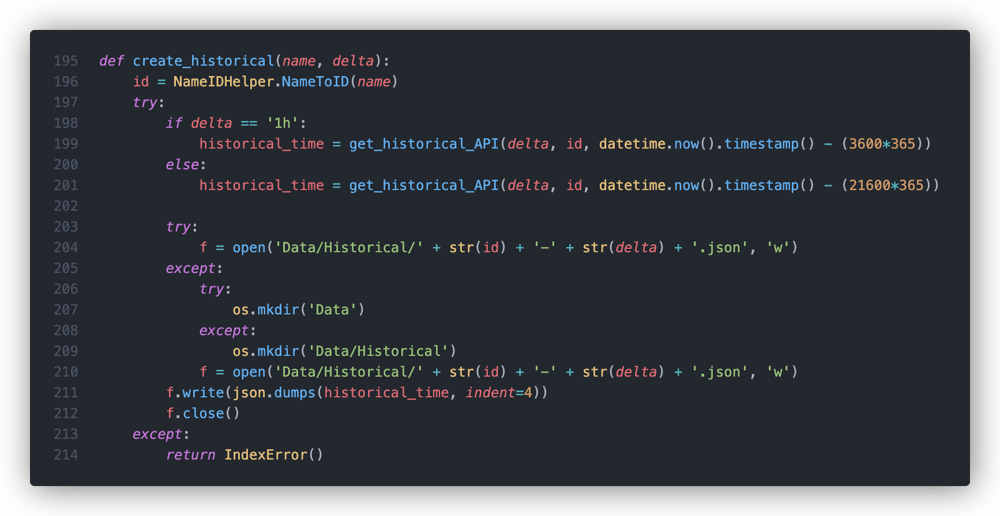 195 def create_historical(name, delta):
196     id = NameIDHelper.NameToID(name)
197     try:
198         if delta == '1h':
199             historical_time = get_historical_API(delta, id, datetime.now().timestamp() - (3600*365))
200         else:
201             historical_time = get_historical_API(delta, id, datetime.now().timestamp() - (21600*365))
202
203         try:
204             f = open('Data/Historical/' + str(id) + '-' + str(delta) + '.json', 'w')
205         except:
206             try:
207                 os.mkdir('Data')
208             except:
209                 os.mkdir('Data/Historical')
210             f = open('Data/Historical/' + str(id) + '-' + str(delta) + '.json', 'w')
211         f.write(json.dumps(historical_time, indent=4))
212         f.close()
213     except:
214         return IndexError()